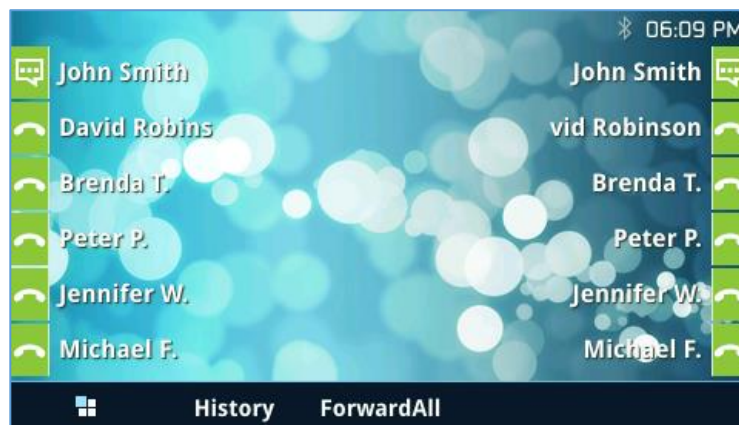 06:09 PM
John Smith John Smith
David Robins vid Robinson
Brenda T. Brenda T.
Peter P. Peter P.
Jennifer W. Jennifer W.
Michael F. Michael F.
History ForwardAll